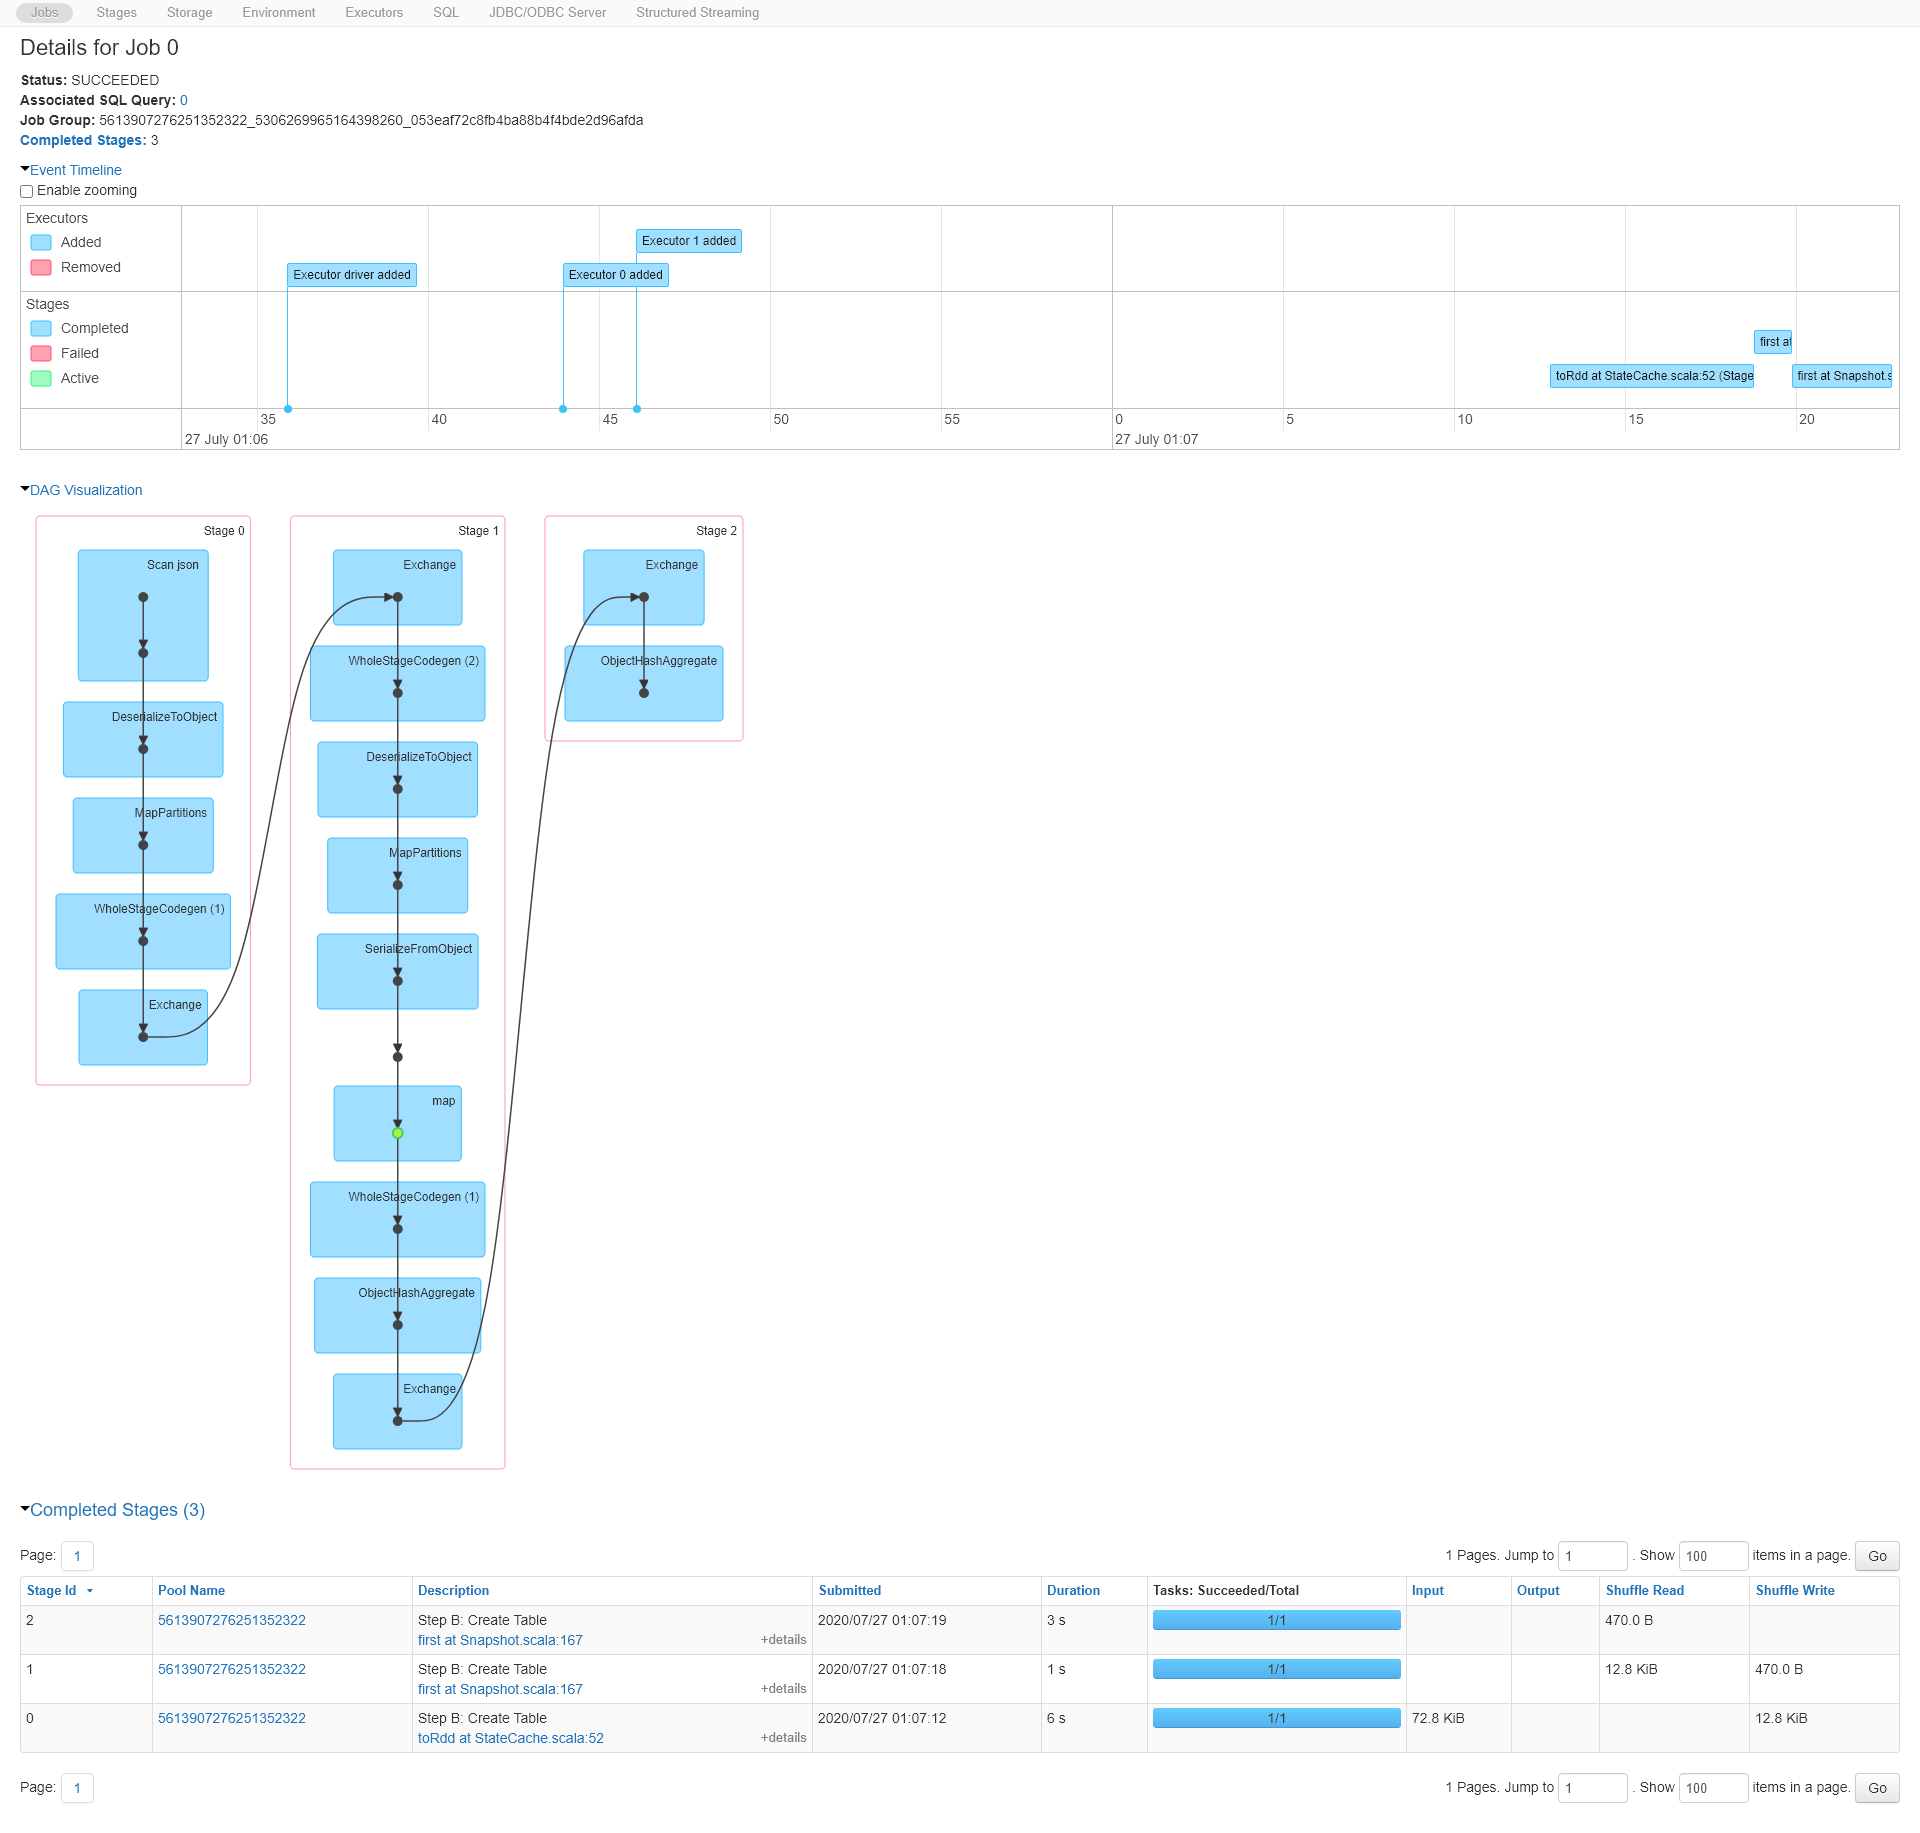 Jobs Stages Storage Environment Executors SQL JDBC/ODBC Server Structured Streaming
Details for Job 0
Status: SUCCEEDED
Associated SQL Query: 0
Job Group: 5613907276251352322_5306269965164398260_053eaf72c8fb4ba88b4f4bde2d96afda
Completed Stages: 3
Event Timeline
Enable zooming
Executors
Added
Removed
Executor 1 added
Executor driver added
Executor 0 added
Stages
Completed
Failed
Active
first at
toRdd at StateCache.scala:52 (Stage
first at Snapshot.s
35 40 45 50 55 0 5 10 15 20
27 July 01:06
27 July 01:07
DAG Visualization
Stage 0
Scan json
DeserializeToObject
MapPartitions
WholeStageCodegen (1)
Exchange
Stage 1
Exchange
WholeStageCodegen (2)
DeserializeToObject
MapPartitions
SerializeFromObject
map
WholeStageCodegen (1)
ObjectHashAggregate
Exchange
Stage 2
Exchange
ObjectHashAggregate
Completed Stages (3)
Page: 1
1 Pages. Jump to 1 . Show 100 items in a page. Go
Stage Id Pool Name Description Submitted Duration Tasks: Succeeded/Total Input Output Shuffle Read Shuffle Write
2 5613907276251352322 Step B: Create Table 2020/07/27 01:07:19 3 s 1/1 470.0 B
first at Snapshot.scala:167 +details
1 5613907276251352322 Step B: Create Table 2020/07/27 01:07:18 1 s 1/1 12.8 KiB 470.0 B
first at Snapshot.scala:167 +details
0 5613907276251352322 Step B: Create Table 2020/07/27 01:07:12 6 s 1/1 72.8 KiB 12.8 KiB
toRdd at StateCache.scala:52 +details
Page: 1
1 Pages. Jump to 1 . Show 100 items in a page. Go